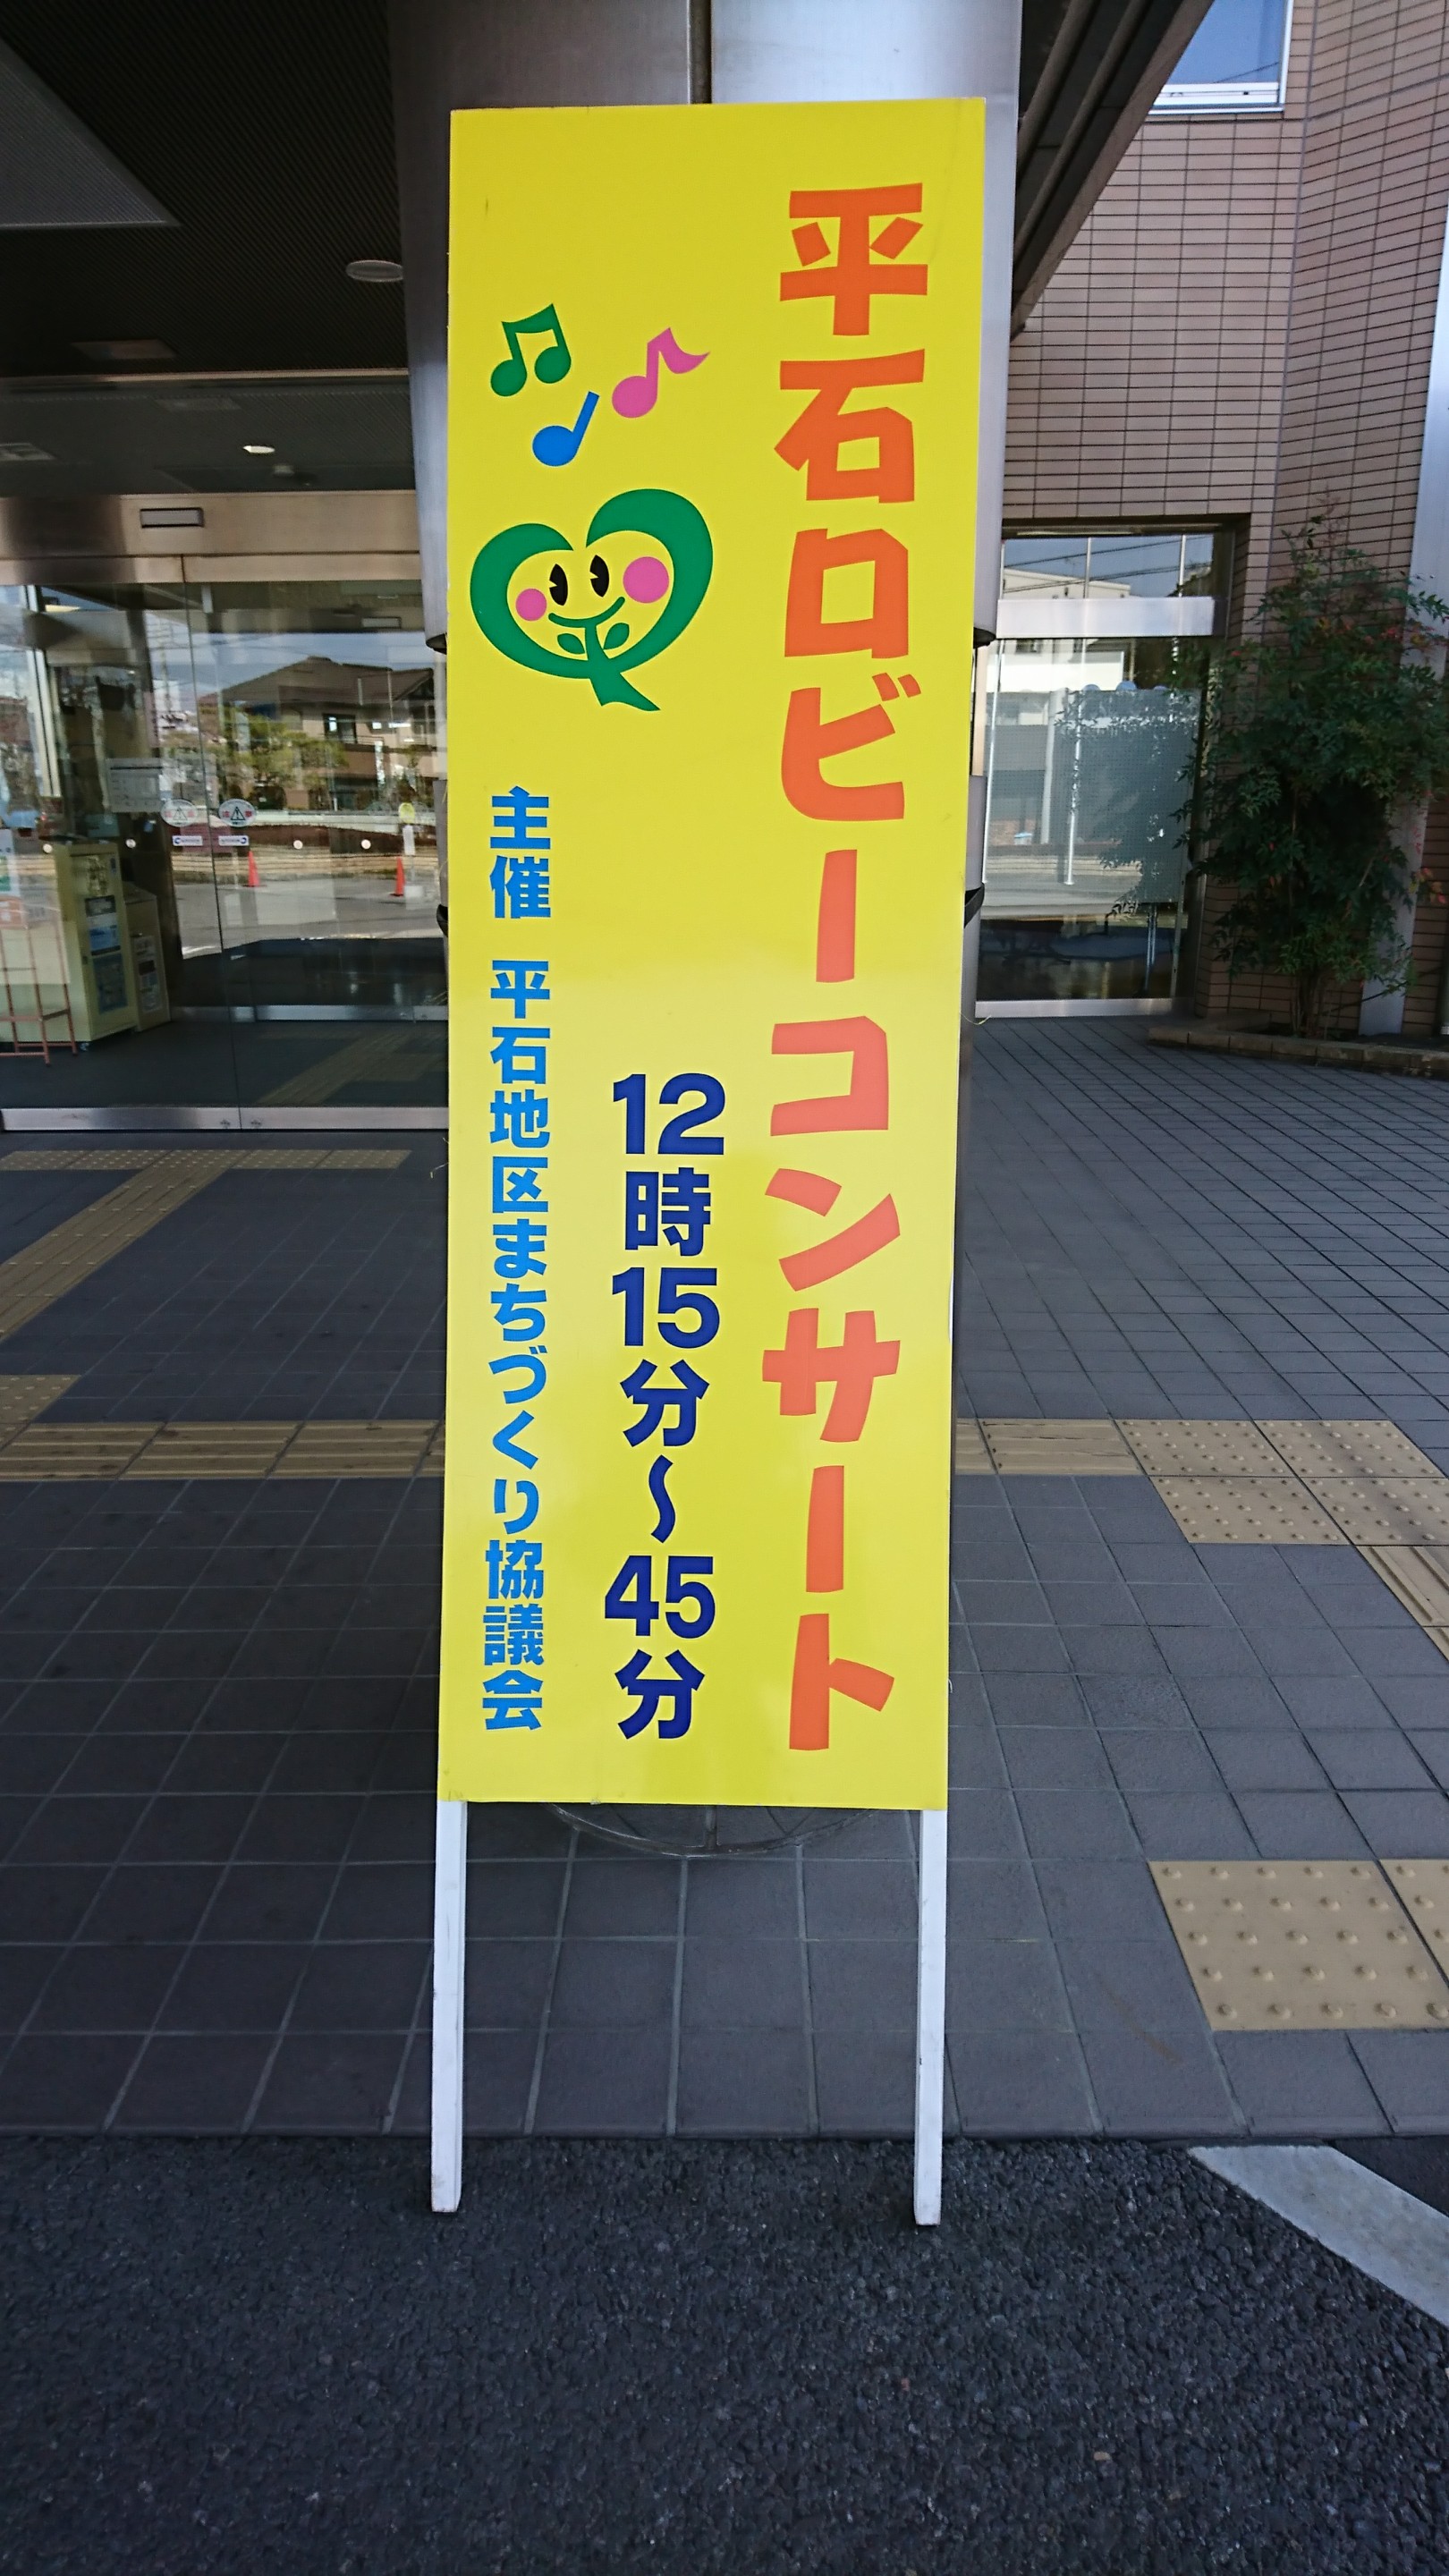 平石ロビーコンサート
12時15分〜45分
主催 平石地区まちづくり協議会